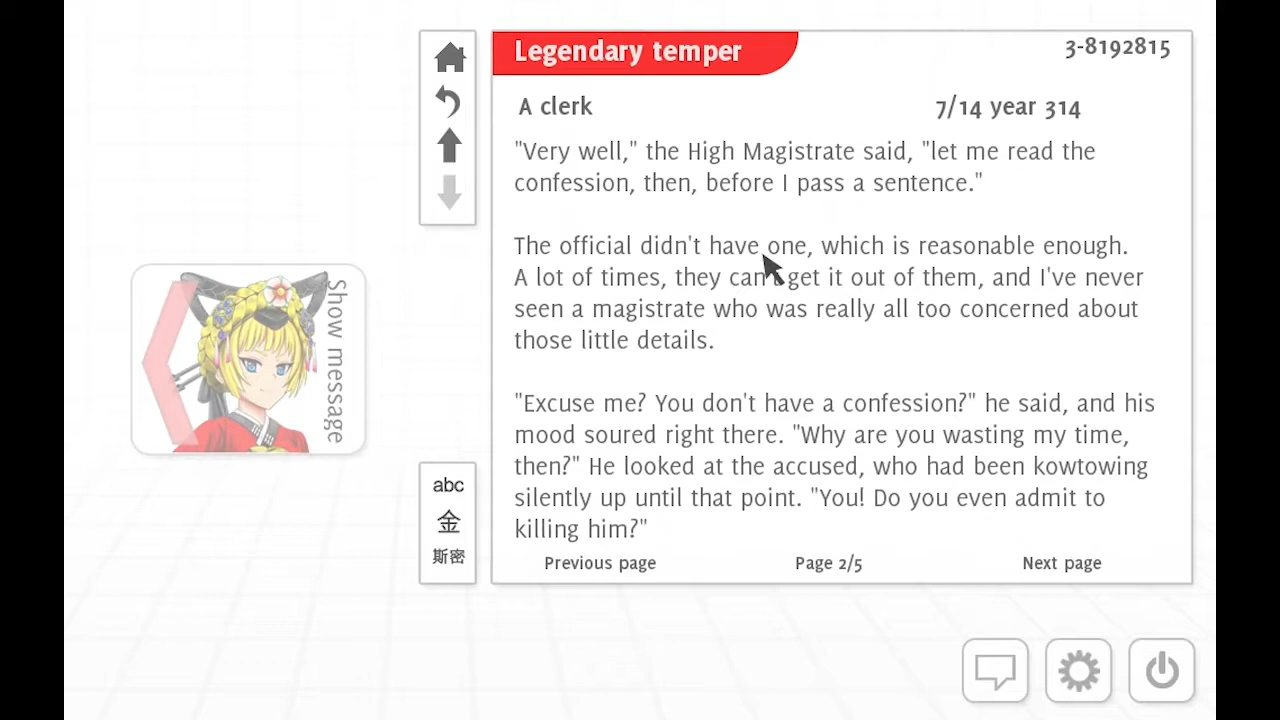 Legendary temper
3-8192815
A clerk
7/14 year 314
"Very well," the High Magistrate said, "let me read the
confession, then, before I pass a sentence."
The official didn't have one, which is reasonable enough.
A lot of times, they can't get it out of them, and I've never
seen a magistrate who was really all too concerned about
those little details.
"Excuse me? You don't have a confession?" he said, and his
mood soured right there. "Why are you wasting my time,
then?" He looked at the accused, who had been kowtowing
silently up until that point. "You! Do you even admit to
killing him?"
Previous page
Page 2/5
Next page
Show message
abc
金
斯密